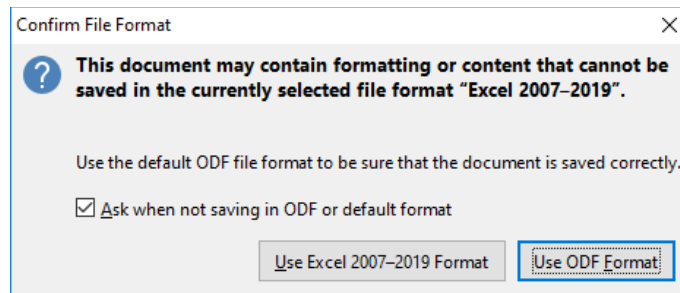 Confirm File Format
This document may contain formatting or content that cannot be
saved in the currently selected file format “Excel 2007–2019”.
Use the default ODF file format to be sure that the document is saved correctly.
Ask when not saving in ODF or default format
Use Excel 2007–2019 Format
Use ODF Format